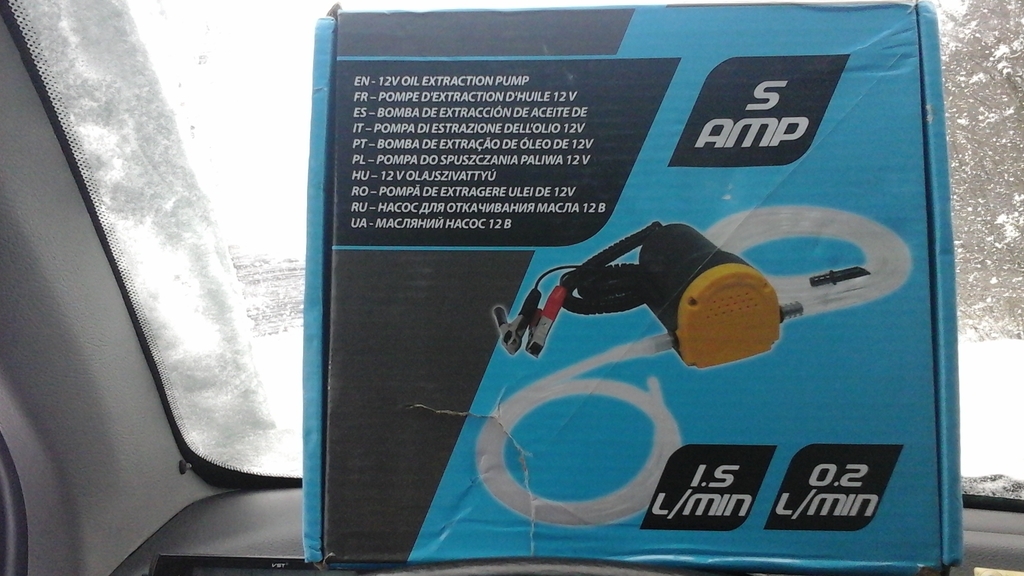 EN - 12V OIL EXTRACTION PUMP
FR – POMPE D'EXTRACTION D'HUILE 12 V
ES – BOMBA DE EXTRACCIÓN DE ACEITE DE
IT – POMPA DI ESTRAZIONE DELL'OLIO 12V
PT – BOMBA DE EXTRAÇÃO DE ÓLEO DE 12V
PL – POMPA DO SPUSZCZANIA PALIWA 12 V
HU – 12 V OLAJSZIVATTYÚ
RO – POMPĂ DE EXTRAGERE ULEI DE 12V
RU – НАСОС ДЛЯ ОТКАЧИВАНИЯ МАСЛА 12 В
UA - МАСЛЯНИЙ НАСОС 12 В
5
AMP
1.5
L/min
0.2
L/min
VST